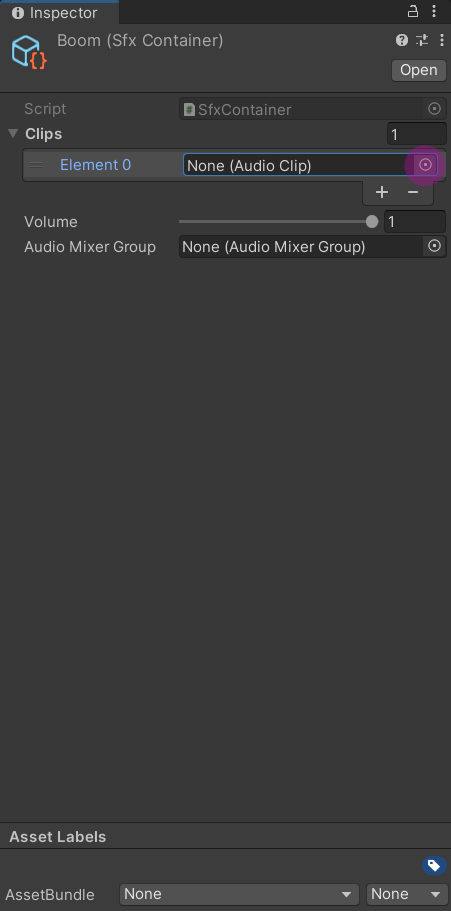 Inspector
Boom (Sfx Container)
Open
Script
SfxContainer
Clips
1
Element 0
None (Audio Clip)
Volume
1
Audio Mixer Group
None (Audio Mixer Group)
Asset Labels
AssetBundle
None
None